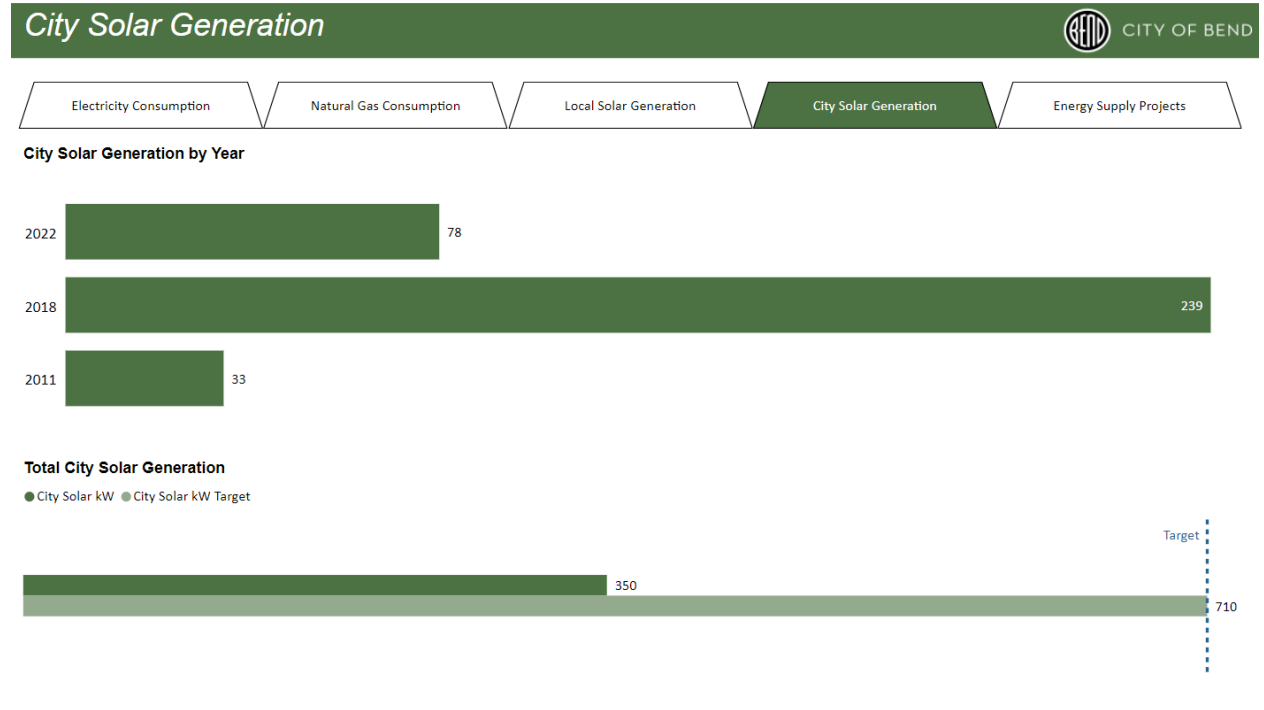 City Solar Generation
BEND
CITY OF BEND
Electricity Consumption
Natural Gas Consumption
Local Solar Generation
City Solar Generation
Energy Supply Projects
City Solar Generation by Year
2022
78
2018
239
2011
33
Total City Solar Generation
City Solar kW
City Solar kW Target
Target
350
710